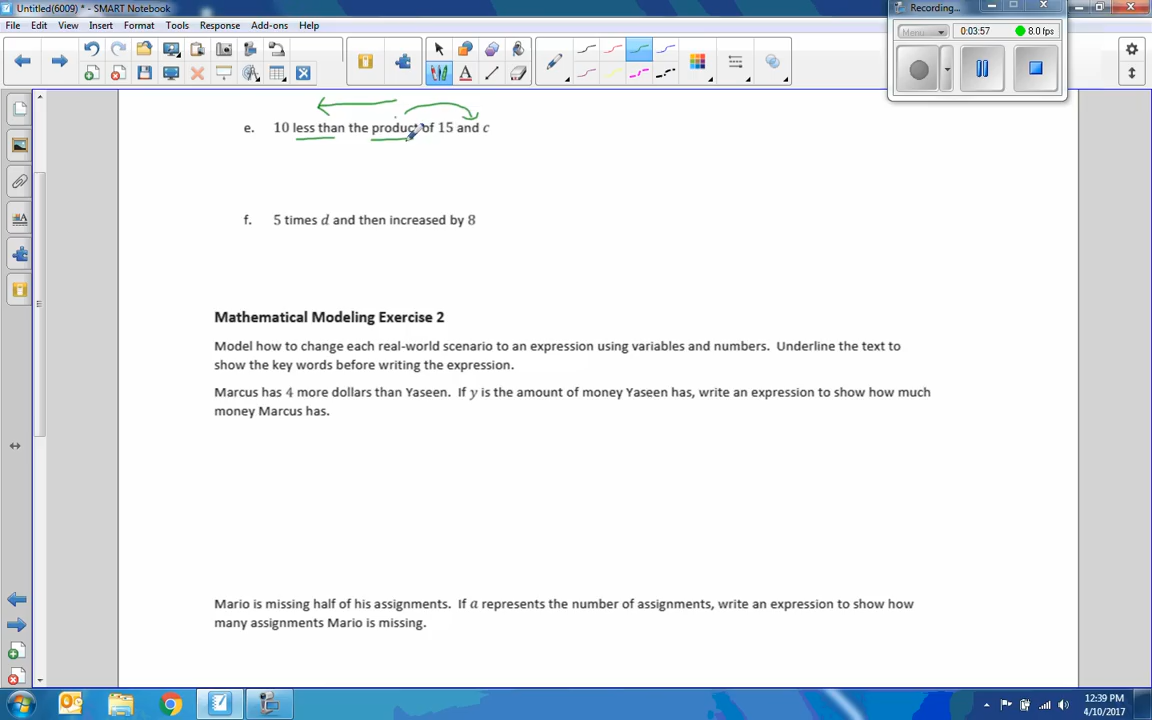 Untitled(6009) * - SMART Notebook
File Edit View Insert Format Tools Response Add-ons Help
Recording...
Menu 0:03:57 8.0 fps
e. 10 less than the product of 15 and c
f. 5 times d and then increased by 8
Mathematical Modeling Exercise 2
Model how to change each real-world scenario to an expression using variables and numbers. Underline the text to
show the key words before writing the expression.
Marcus has 4 more dollars than Yaseen. If y is the amount of money Yaseen has, write an expression to show how much
money Marcus has.
Mario is missing half of his assignments. If a represents the number of assignments, write an expression to show how
many assignments Mario is missing.
12:39 PM
4/10/2017